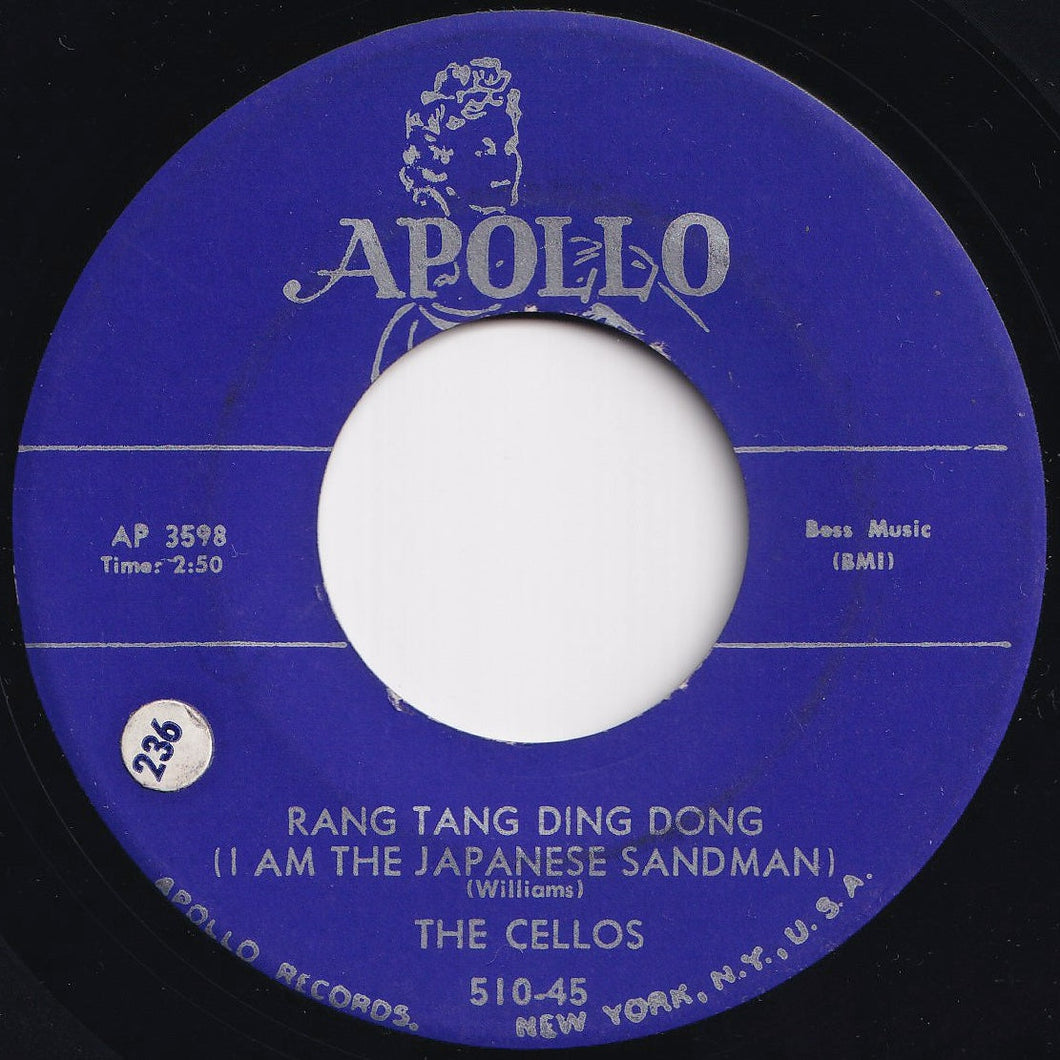 APOLLO
AP 3598
Time: 2:50
Bess Music
(BMI)
236
RANG TANG DING DONG
(I AM THE JAPANESE SANDMAN)
(Williams)
THE CELLOS
510-45
APOLLO RECORDS. NEW YORK, N.Y., U.S.A.